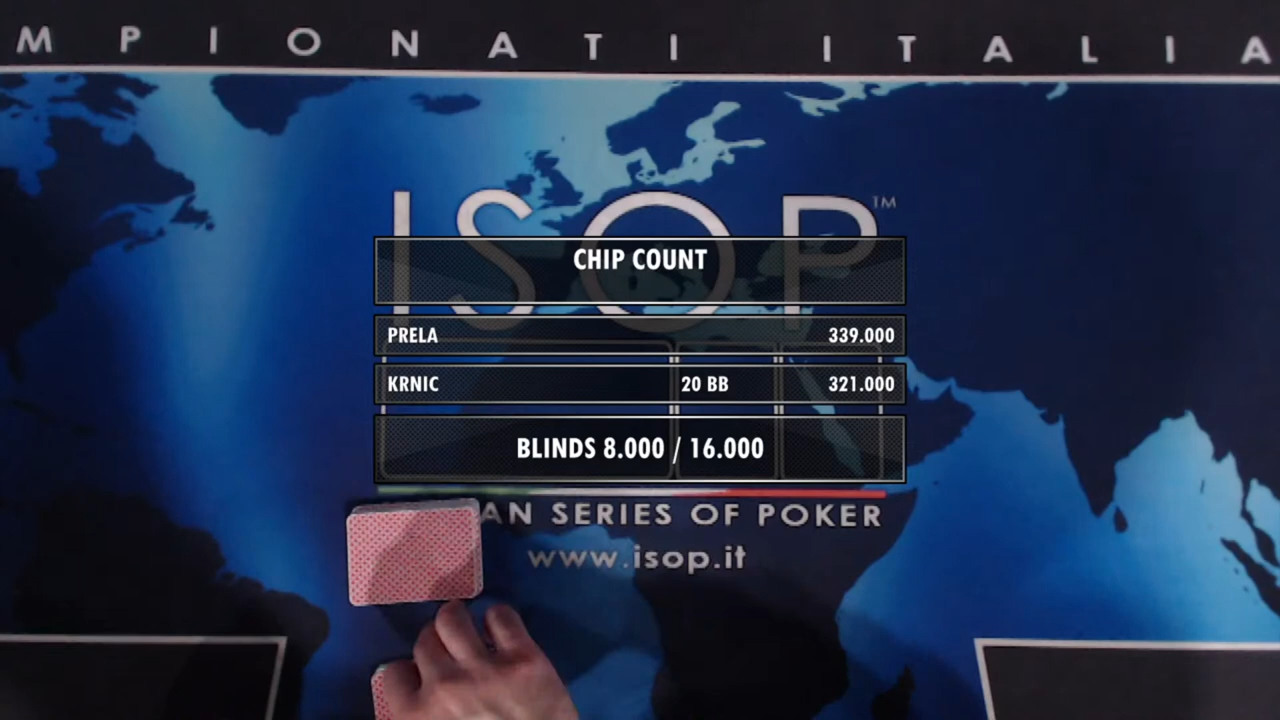 MPIONATI ITALIA
ISOP™
CHIP COUNT
PRELA 339.000
KRNIC 20 BB 321.000
BLINDS 8.000 / 16.000
AN SERIES OF POKER
www.isop.it